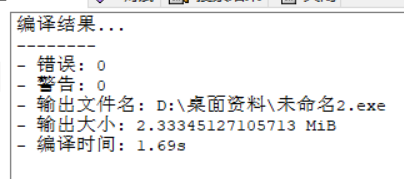 编译结果...
--------
- 错误: 0
- 警告: 0
- 输出文件名: D:\桌面资料\未命名2.exe
- 输出大小: 2.33345127105713 MiB
- 编译时间: 1.69s